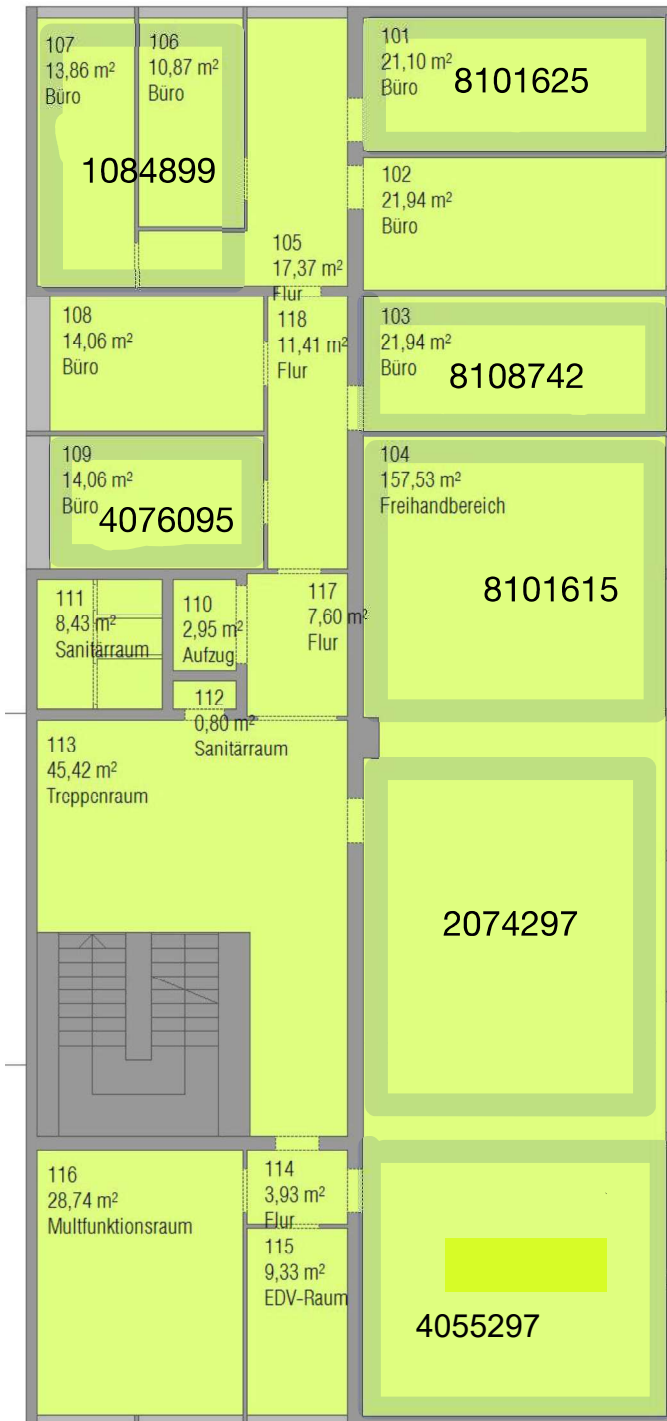 107
13,86 m²
Büro
106
10,87 m²
Büro
1084899
101
21,10 m²
Büro
8101625
102
21,94 m²
Büro
105
17,37 m²
Flur
108
14,06 m²
Büro
118
11,41 m²
Flur
103
21,94 m²
Büro
8108742
109
14,06 m²
Büro
4076095
104
157,53 m²
Freihandbereich
8101615
111
8,43 m²
Sanitärraum
110
2,95 m²
Aufzug
117
7,60 m²
Flur
112
0,80 m²
Sanitärraum
113
45,42 m²
Treppenraum
2074297
116
28,74 m²
Multfunktionsraum
114
3,93 m²
Flur
115
9,33 m²
EDV-Raum
4055297